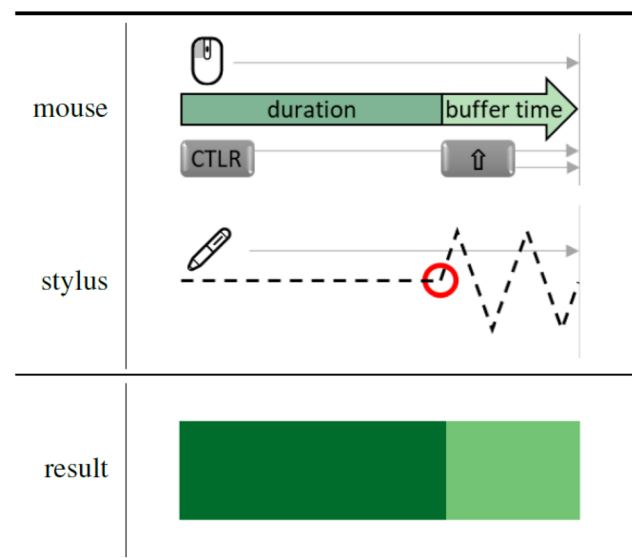 mouse
duration
buffer time
CTLR
⇧
stylus
result